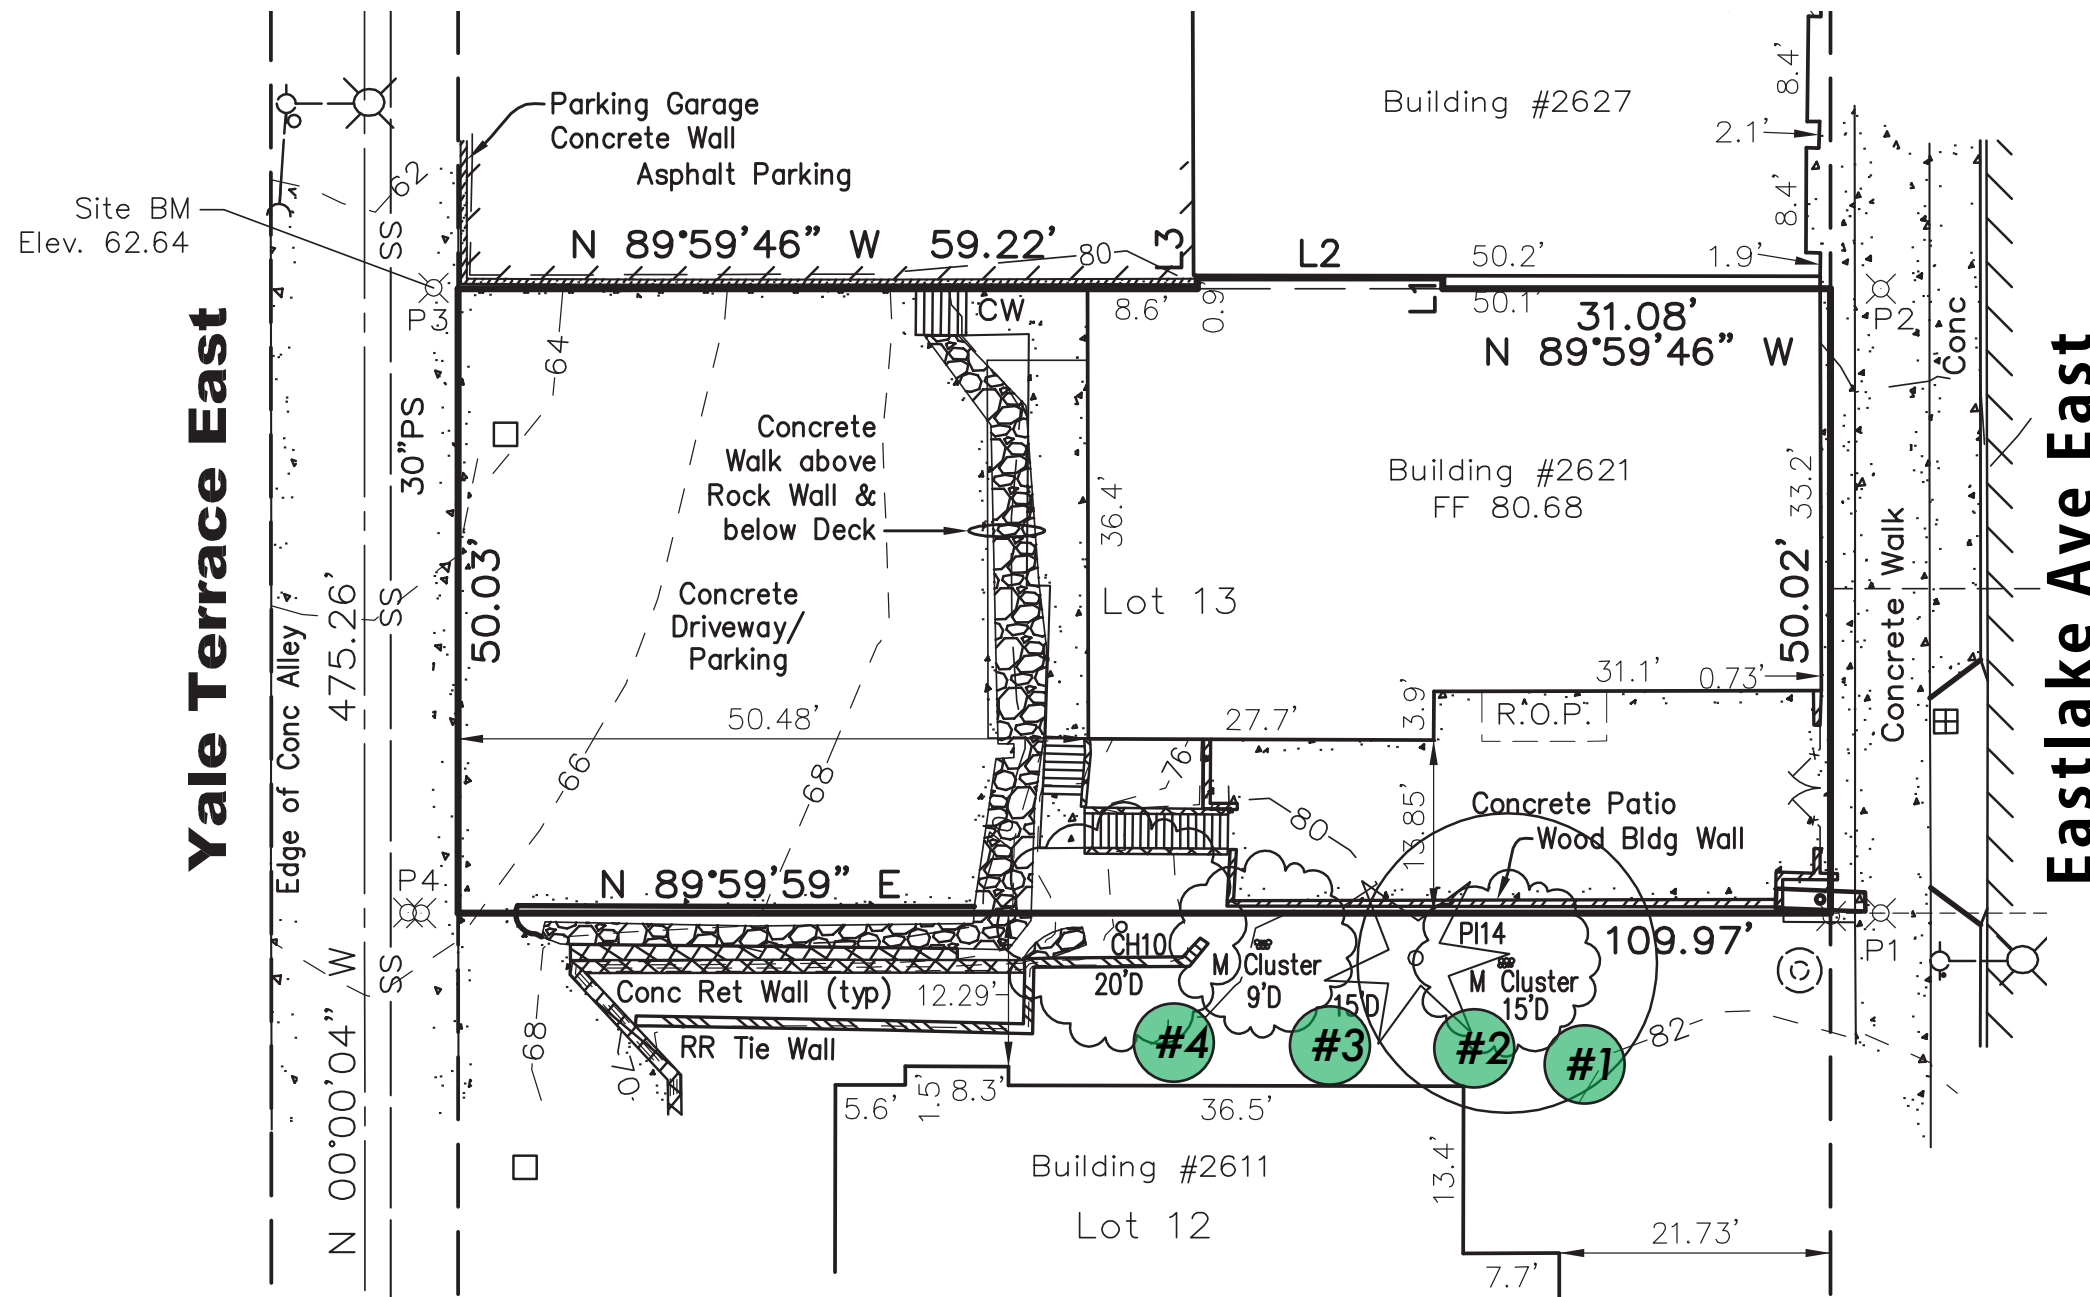 Parking Garage
Concrete Wall
Asphalt Parking
Building #2627
8.4'
2.1'
8.4'
1.9'
62
Site BM
Elev. 62.64
SS
N 89°59'46" W 59.22'
80
L3
L2
50.2'
P3
CW
8.6'
0.9'
L1
50.1'
31.08'
N 89°59'46" W
P2
Conc
64
30"PS
Yale Terrace East
Eastlake Ave East
Concrete
Walk above
Rock Wall &
below Deck
36.4'
Building #2621
FF 80.68
33.2'
50.03'
50.02'
Concrete Walk
SS
475.26'
Edge of Conc Alley
Concrete
Driveway/
Parking
Lot 13
31.1'
0.73'
3.9'
R.O.P.
50.48'
27.7'
66
68
76
80
13.85'
Concrete Patio
Wood Bldg Wall
P4
N 89°59'59" E
CH10
20'D
M Cluster
9'D
15'D
PI14
M Cluster
15'D
109.97'
P1
SS
N 00°00'04" W
Conc Ret Wall (typ)
12.29'
68
70
RR Tie Wall
#4
#3
#2
#1
82
5.6'
1.5'
8.3'
36.5'
13.4'
Building #2611
Lot 12
21.73'
7.7'